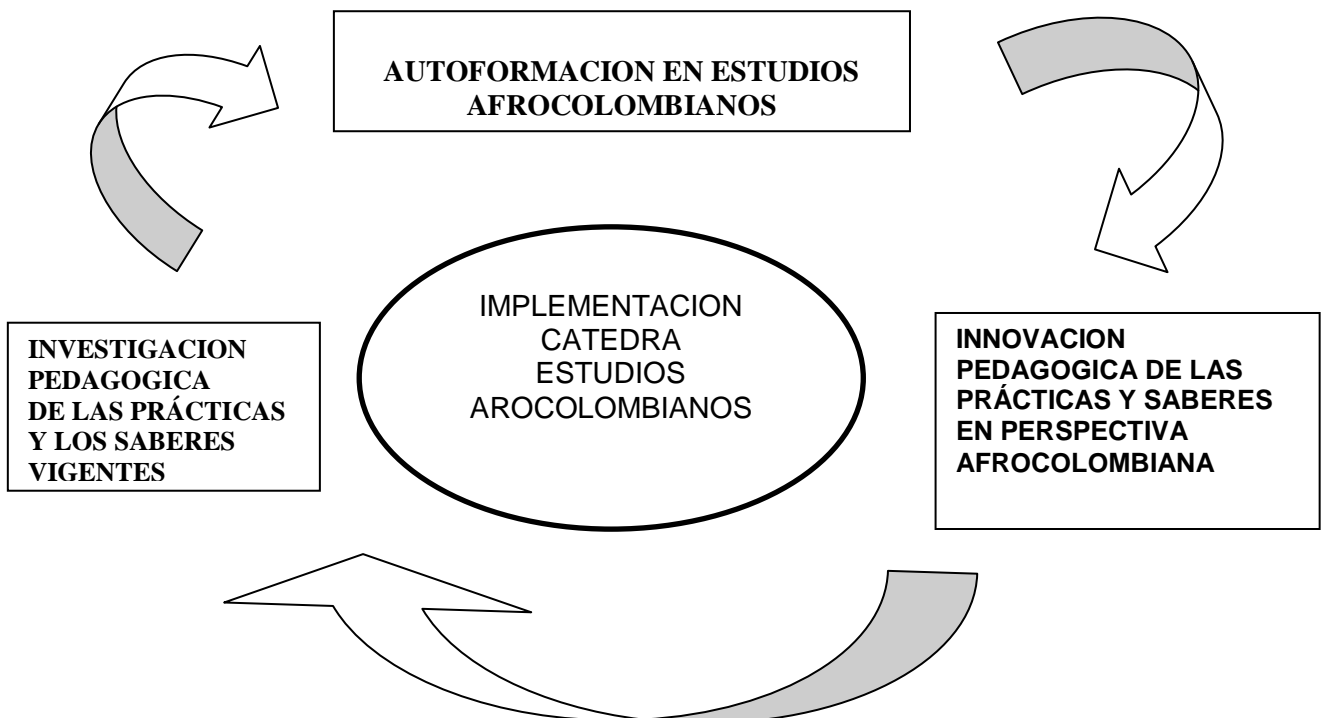 AUTOFORMACION EN ESTUDIOS
AFROCOLOMBIANOS
IMPLEMENTACION
CATEDRA
ESTUDIOS
AROCOLOMBIANOS
INVESTIGACION
PEDAGOGICA
DE LAS PRÁCTICAS
Y LOS SABERES
VIGENTES
INNOVACION
PEDAGOGICA DE LAS
PRÁCTICAS Y SABERES
EN PERSPECTIVA
AFROCOLOMBIANA